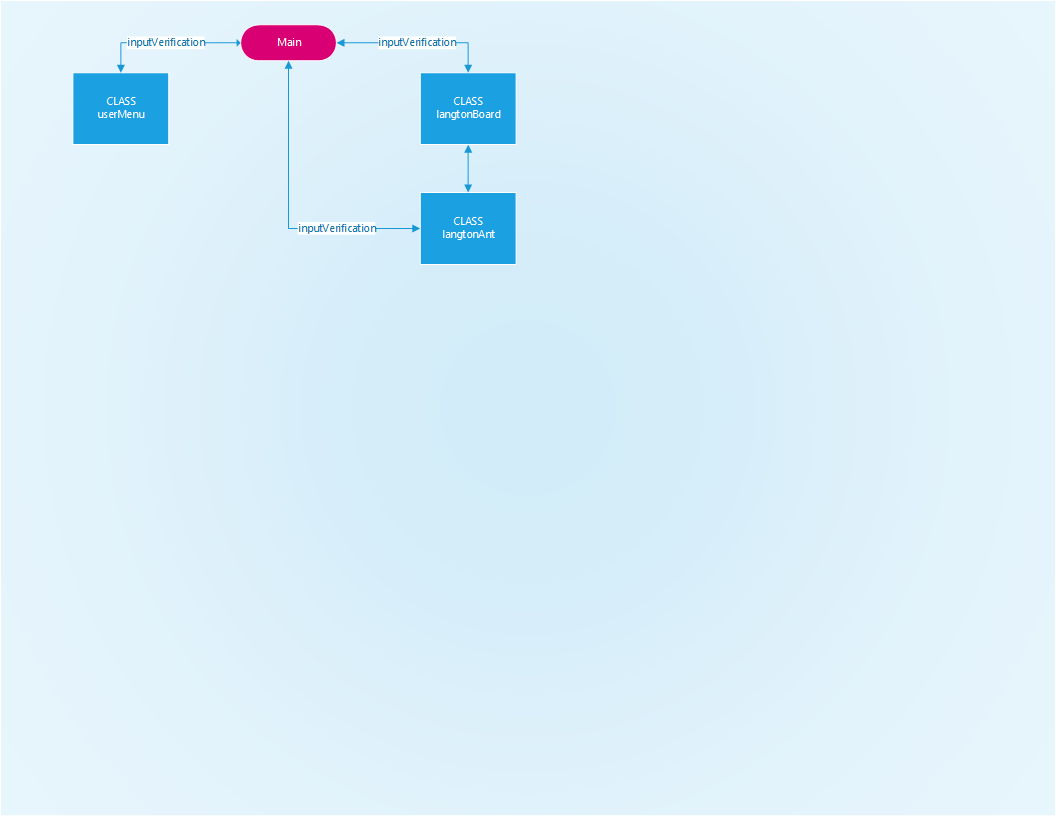 inputVerification
Main
inputVerification
CLASS
userMenu
CLASS
langtonBoard
CLASS
langtonAnt
inputVerification